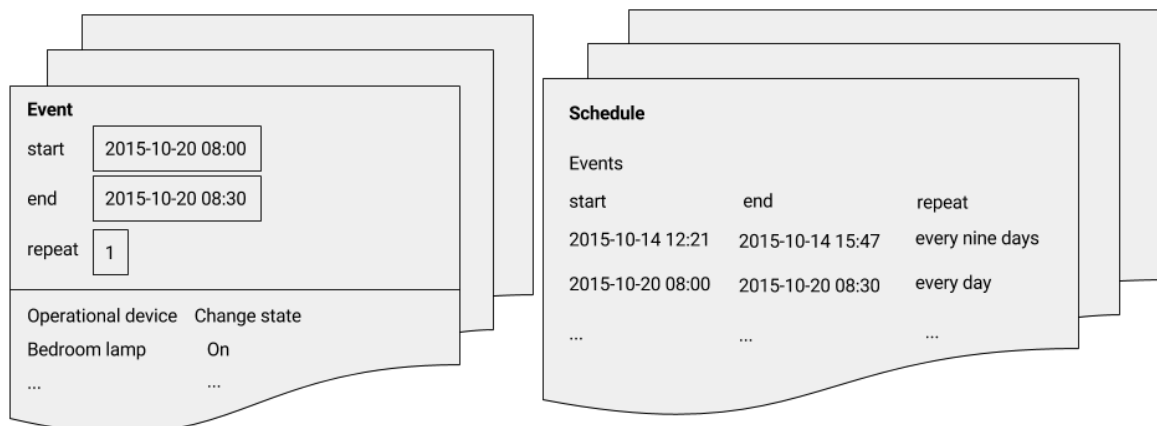 Event
start 2015-10-20 08:00
end 2015-10-20 08:30
repeat 1
Operational device Change state
Bedroom lamp On
... ...
Schedule
Events
start end repeat
2015-10-14 12:21 2015-10-14 15:47 every nine days
2015-10-20 08:00 2015-10-20 08:30 every day
... ... ...